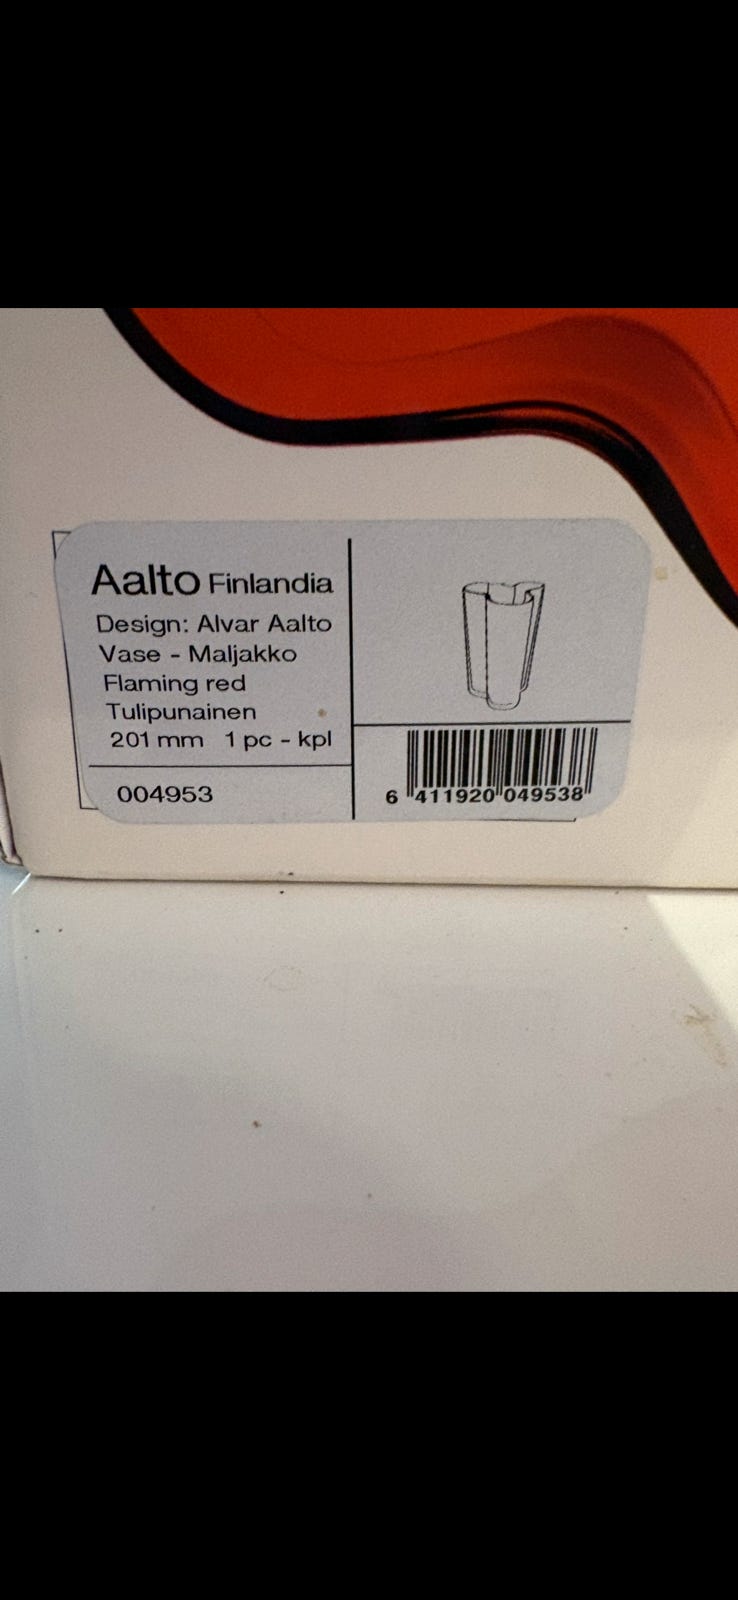 Aalto Finlandia
Design: Alvar Aalto
Vase - Maljakko
Flaming red
Tulipunainen
201 mm 1 pc - kpl
004953
6 411920 049538